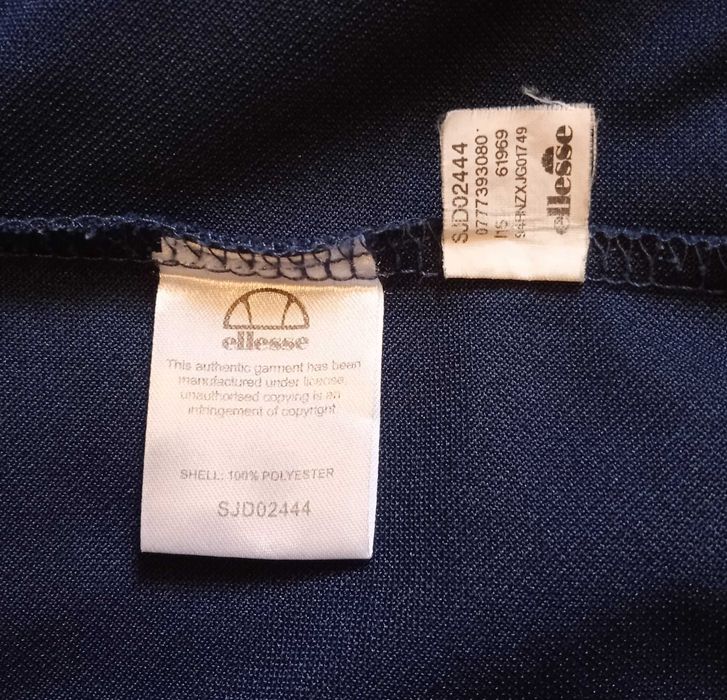 ellesse
This authentic garment has been
manufactured under license,
unauthorised copying is an
infringement of copyright
SHELL: 100% POLYESTER
SJD02444
SJD02444
0777393080
61969
ellesse